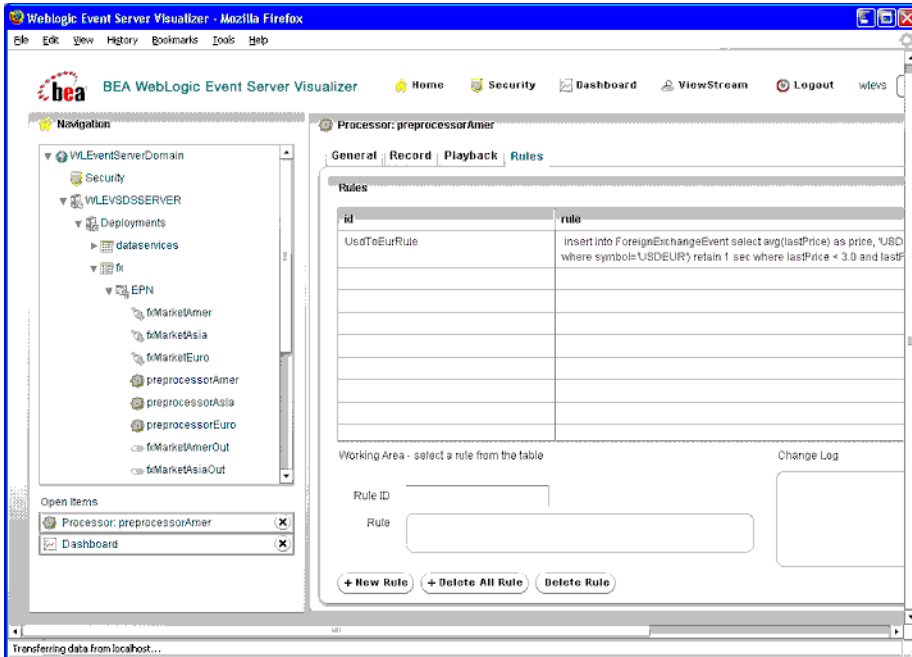 Weblogic Event Server Visualizer - Mozilla Firefox
File Edit View History Bookmarks Tools Help
bea BEA WebLogic Event Server Visualizer Home Security Dashboard ViewStream Logout wlevs
Navigation
WLEventServerDomain
Security
WLEVSDSSERVER
Deployments
dataservices
fx
EPN
fxMarketAmer
fxMarketAsia
fxMarketEuro
preprocessorAmer
preprocessorAsia
preprocessorEuro
fxMarketAmerOut
fxMarketAsiaOut
Open Items
Processor: preprocessorAmer
Dashboard
Processor: preprocessorAmer
General Record Playback Rules
Rules
id rule
UsdToEurRule insert into ForeignExchangeEvent select avg(lastPrice) as price, 'USD
where symbol='USDEUR') retain 1 sec where lastPrice < 3.0 and lastP
Working Area - select a rule from the table
Change Log
Rule ID
Rule
+ New Rule + Delete All Rule Delete Rule
Transferring data from localhost...